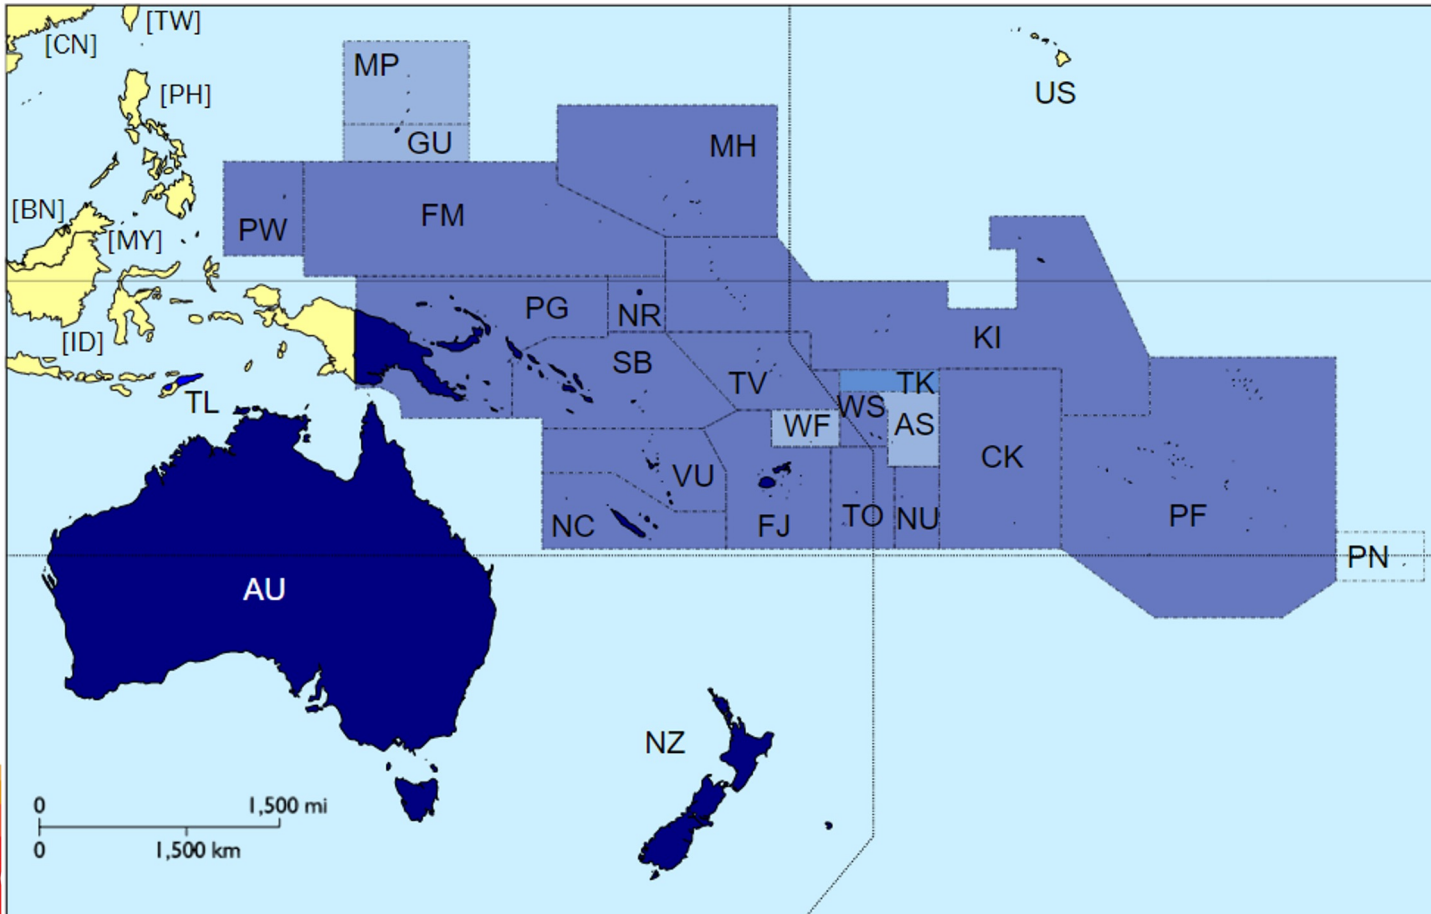 [TW]
[CN]
MP
[PH]
US
GU
MH
[BN]
FM
PW
[MY]
PG
NR
KI
[ID]
SB
TV
TK
TL
WS
WF
AS
CK
VU
NC
FJ
TO
NU
PF
PN
AU
NZ
0 1,500 mi
0 1,500 km